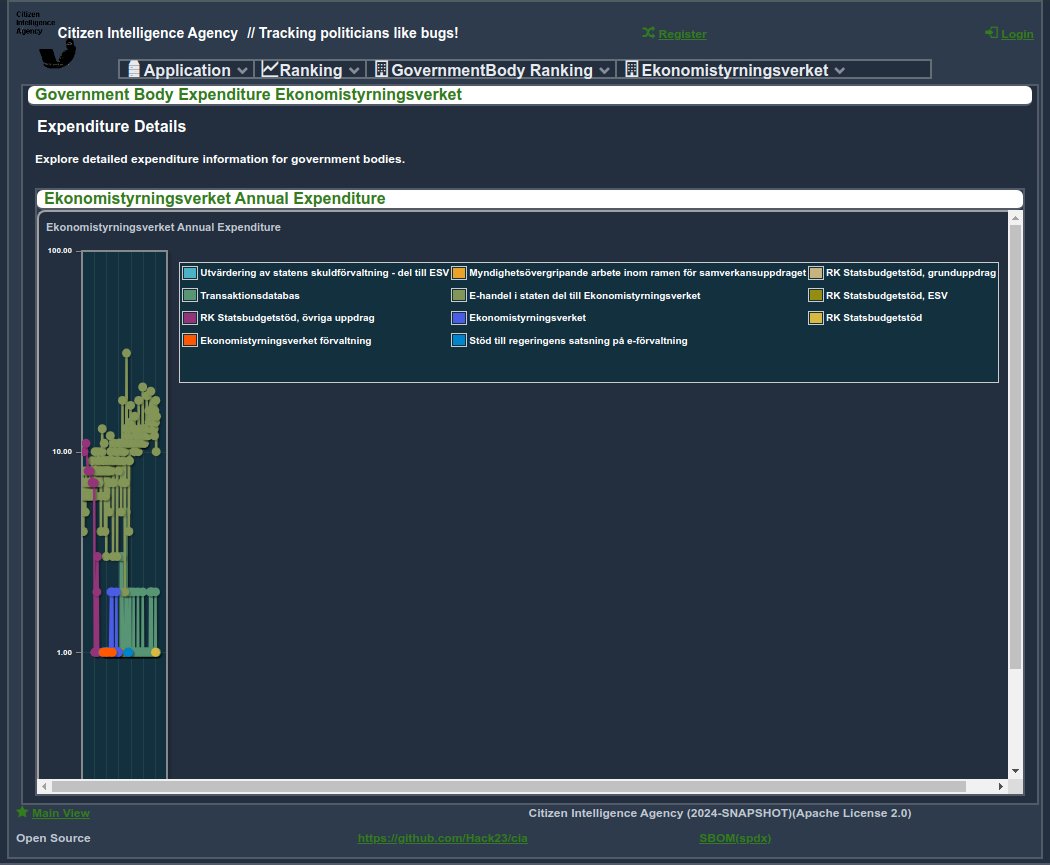 Citizen
Intelligence
Agency
Citizen Intelligence Agency // Tracking politicians like bugs!
Register
Login
Application
Ranking
GovernmentBody Ranking
Ekonomistyrningsverket
Government Body Expenditure Ekonomistyrningsverket
Expenditure Details
Explore detailed expenditure information for government bodies.
Ekonomistyrningsverket Annual Expenditure
Ekonomistyrningsverket Annual Expenditure
100.00
Utvärdering av statens skuldförvaltning - del till ESV
Myndighetsövergripande arbete inom ramen för samverkansuppdraget
RK Statsbudgetstöd, grunduppdrag
Transaktionsdatabas
E-handel i staten del till Ekonomistyrningsverket
RK Statsbudgetstöd, ESV
RK Statsbudgetstöd, övriga uppdrag
Ekonomistyrningsverket
RK Statsbudgetstöd
Ekonomistyrningsverket förvaltning
Stöd till regeringens satsning på e-förvaltning
10.00
1.00
Main View
Citizen Intelligence Agency (2024-SNAPSHOT)(Apache License 2.0)
Open Source
https://github.com/Hack23/cia
SBOM(spdx)